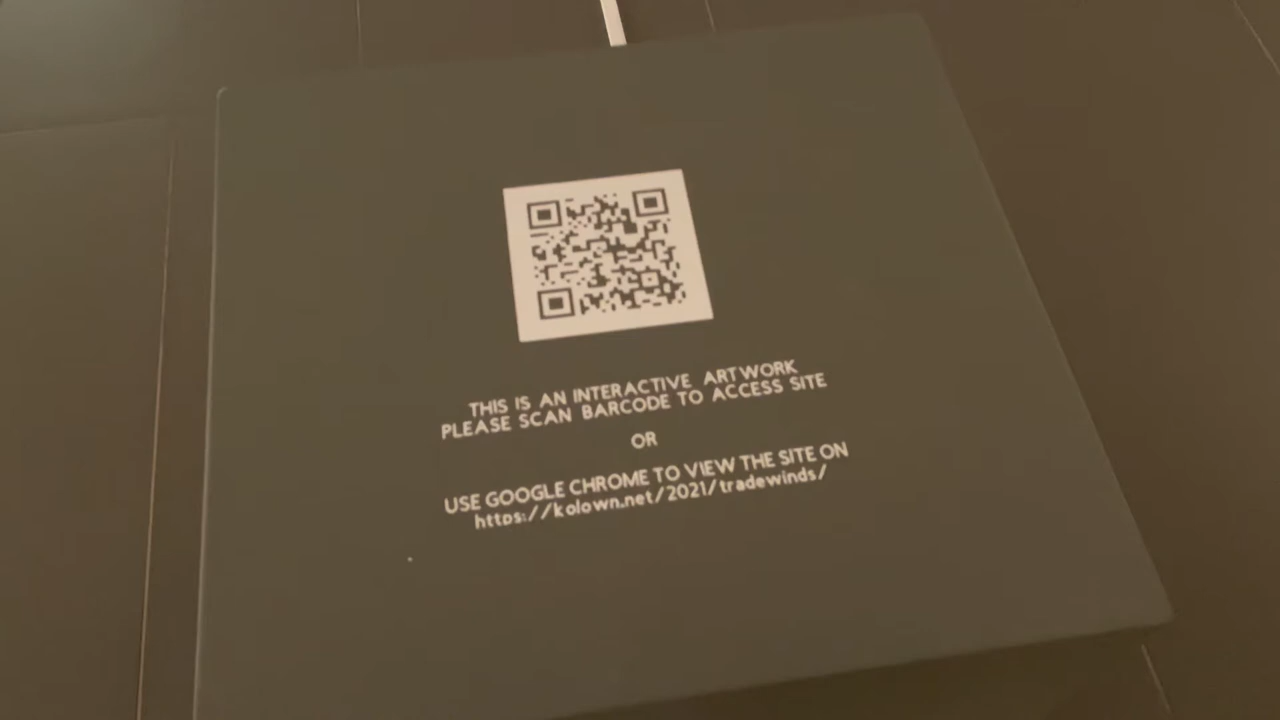 THIS IS AN INTERACTIVE ARTWORK
PLEASE SCAN BARCODE TO ACCESS SITE
OR
USE GOOGLE CHROME TO VIEW THE SITE ON
https://kolown.net/2021/tradewinds/